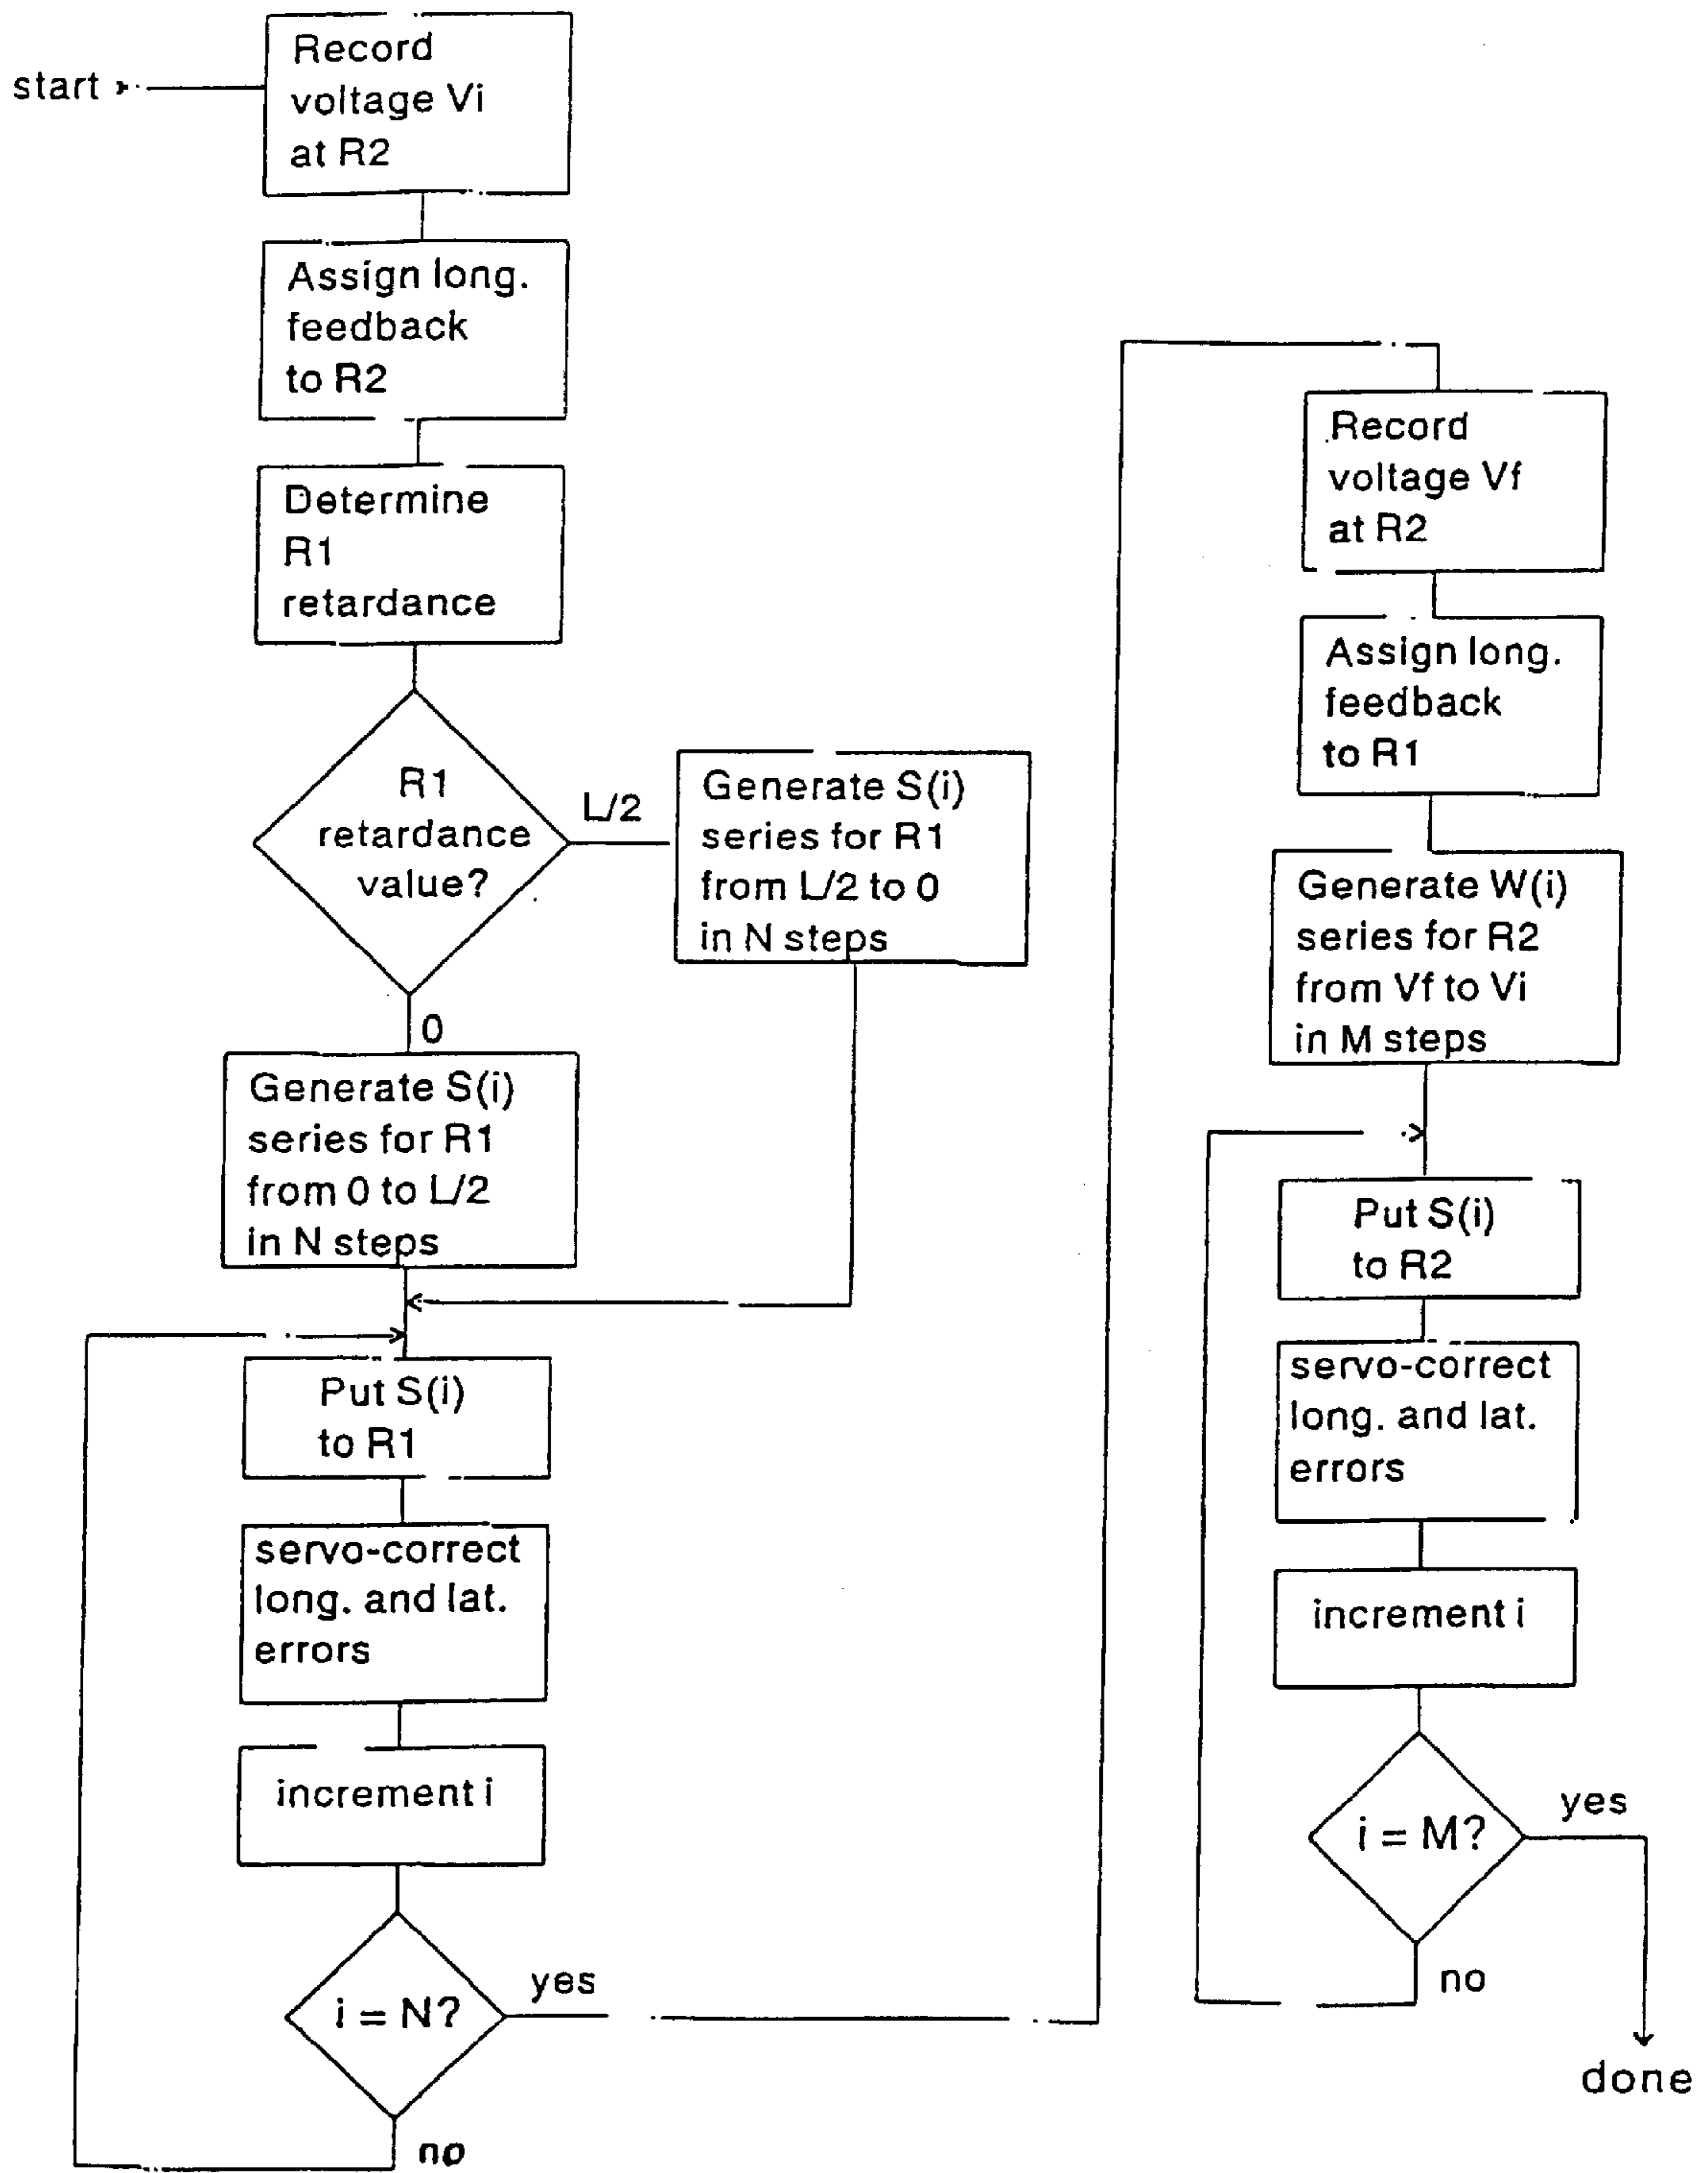 start
Record
voltage Vi
at R2
Assign long.
feedback
to R2
Determine
R1
retardance
R1
retardance
value?
L/2
Generate S(i)
series for R1
from L/2 to 0
in N steps
0
Generate S(i)
series for R1
from 0 to L/2
in N steps
Put S(i)
to R1
servo-correct
long. and lat.
errors
increment i
i = N?
yes
no
Record
voltage Vf
at R2
Assign long.
feedback
to R1
Generate W(i)
series for R2
from Vf to Vi
in M steps
Put S(i)
to R2
servo-correct
long. and lat.
errors
increment i
i = M?
yes
no
done